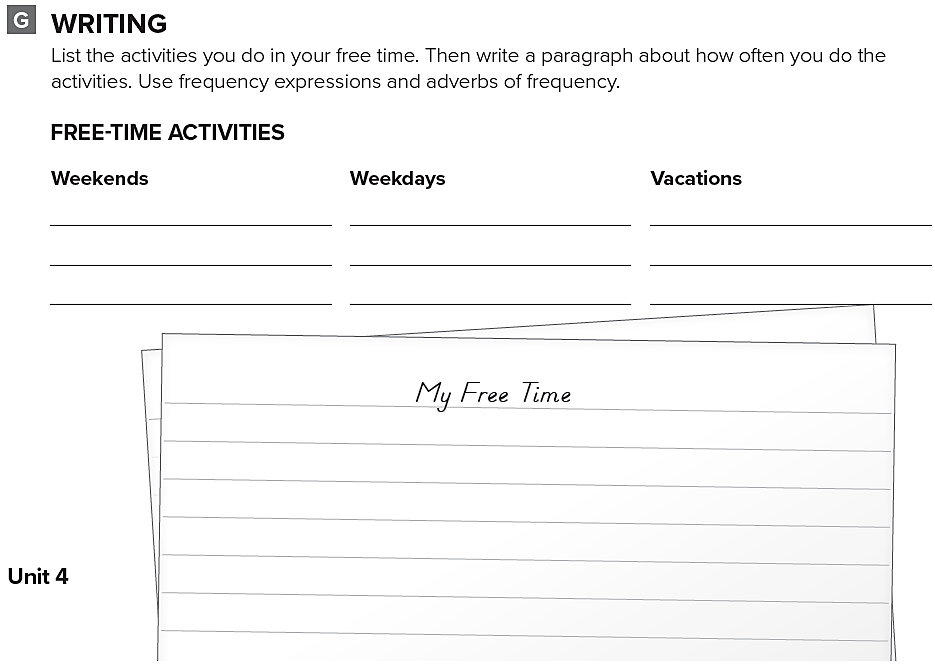 G WRITING
List the activities you do in your free time. Then write a paragraph about how often you do the
activities. Use frequency expressions and adverbs of frequency.
FREE-TIME ACTIVITIES
Weekends Weekdays Vacations
My Free Time
Unit 4